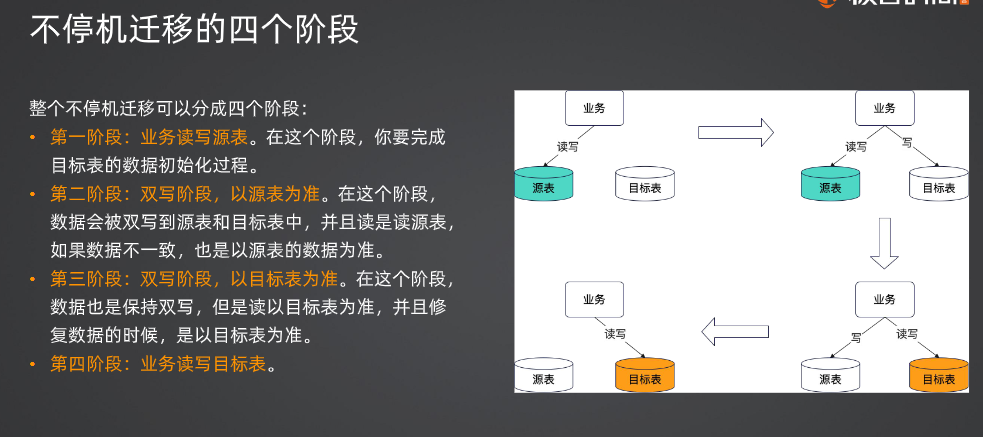 不停机迁移的四个阶段
整个不停机迁移可以分成四个阶段：
• 第一阶段：业务读写源表。在这个阶段，你要完成
目标表的数据初始化过程。
• 第二阶段：双写阶段，以源表为准。在这个阶段，
数据会被双写到源表和目标表中，并且读是读源表，
如果数据不一致，也是以源表的数据为准。
• 第三阶段：双写阶段，以目标表为准。在这个阶段，
数据也是保持双写，但是读以目标表为准，并且修
复数据的时候，是以目标表为准。
• 第四阶段：业务读写目标表。
业务
读写
源表
目标表
业务
读写
写
源表
目标表
业务
读写
源表
目标表
业务
写
读写
源表
目标表